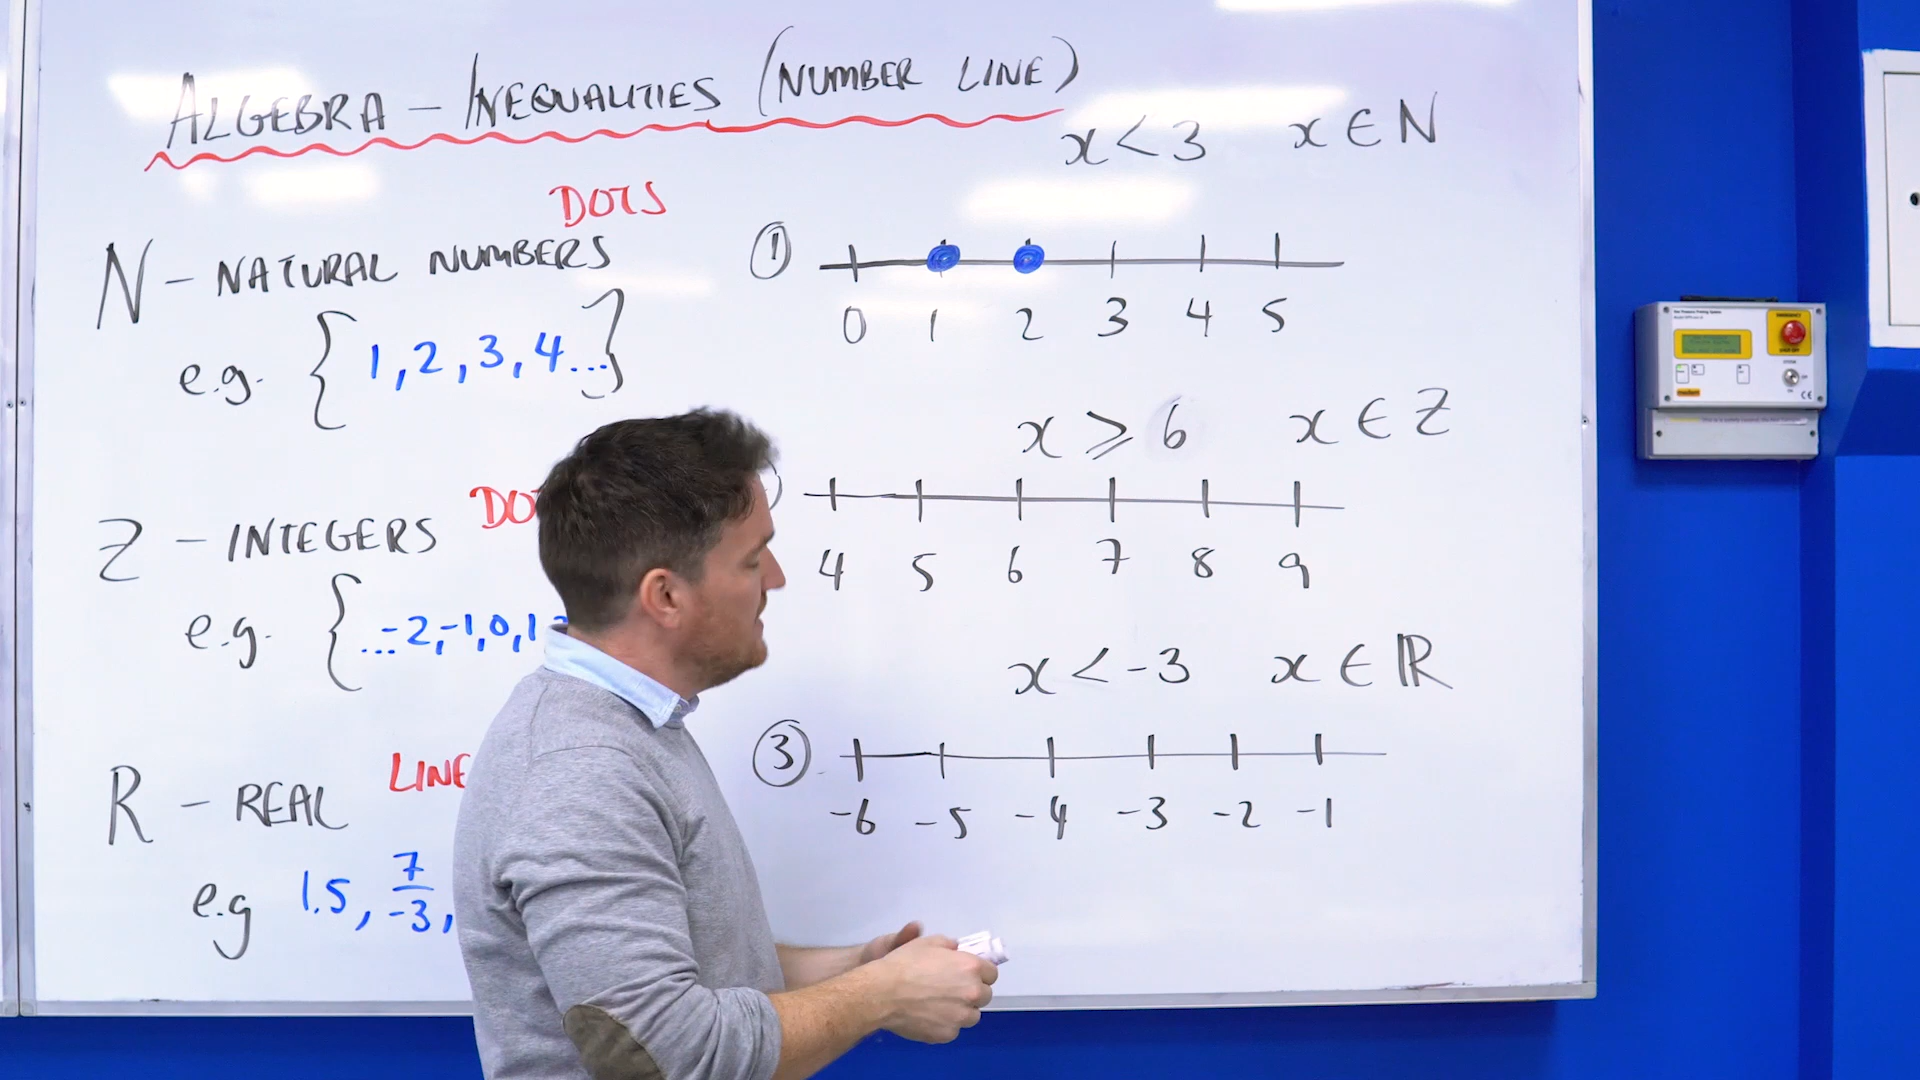 ALGEBRA – INEQUALITIES (NUMBER LINE)
DOTS
N – NATURAL NUMBERS
e.g. { 1, 2, 3, 4 ... }
Z – INTEGERS
e.g. { ... -2, -1, 0, 1
LINE
R – REAL
e.g 1.5, 7/-3,
x < 3 x ∈ N
①
0 1 2 3 4 5
x ⩾ 6 x ∈ Z
4 5 6 7 8 9
x < -3 x ∈ ℝ
③
-6 -5 -4 -3 -2 -1